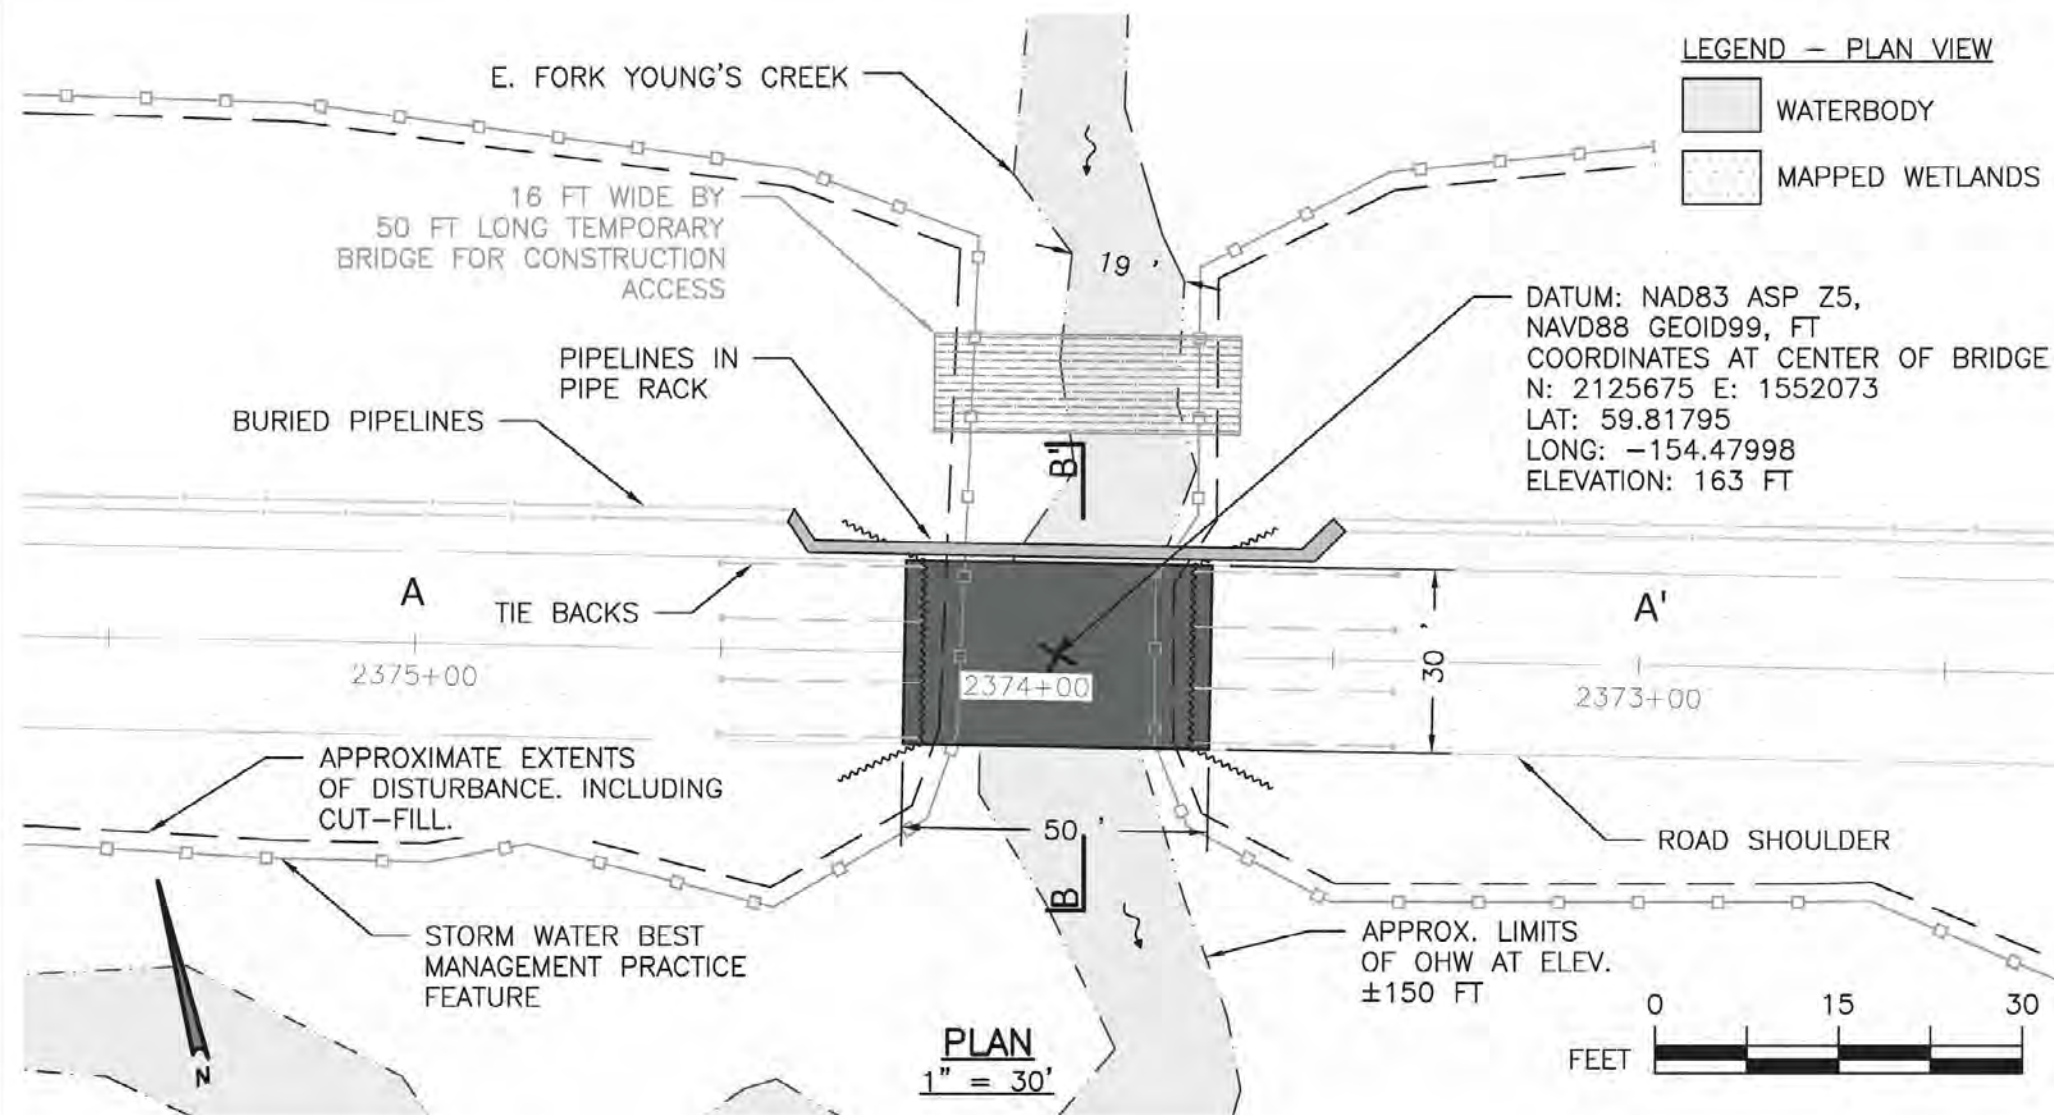 E. FORK YOUNG'S CREEK
LEGEND – PLAN VIEW
WATERBODY
MAPPED WETLANDS
16 FT WIDE BY
50 FT LONG TEMPORARY
BRIDGE FOR CONSTRUCTION
ACCESS
19 '
DATUM: NAD83 ASP Z5,
NAVD88 GEOID99, FT
COORDINATES AT CENTER OF BRIDGE
N: 2125675 E: 1552073
LAT: 59.81795
LONG: −154.47998
ELEVATION: 163 FT
PIPELINES IN
PIPE RACK
BURIED PIPELINES
B'
A
TIE BACKS
A'
30 '
2375+00
2374+00
2373+00
APPROXIMATE EXTENTS
OF DISTURBANCE. INCLUDING
CUT–FILL.
50 '
ROAD SHOULDER
B
STORM WATER BEST
MANAGEMENT PRACTICE
FEATURE
APPROX. LIMITS
OF OHW AT ELEV.
±150 FT
N
PLAN
1" = 30'
0 15 30
FEET